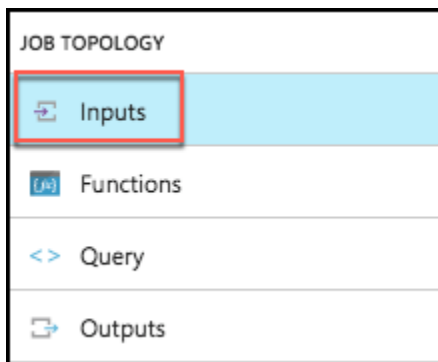 JOB TOPOLOGY
Inputs
Functions
<> Query
Outputs